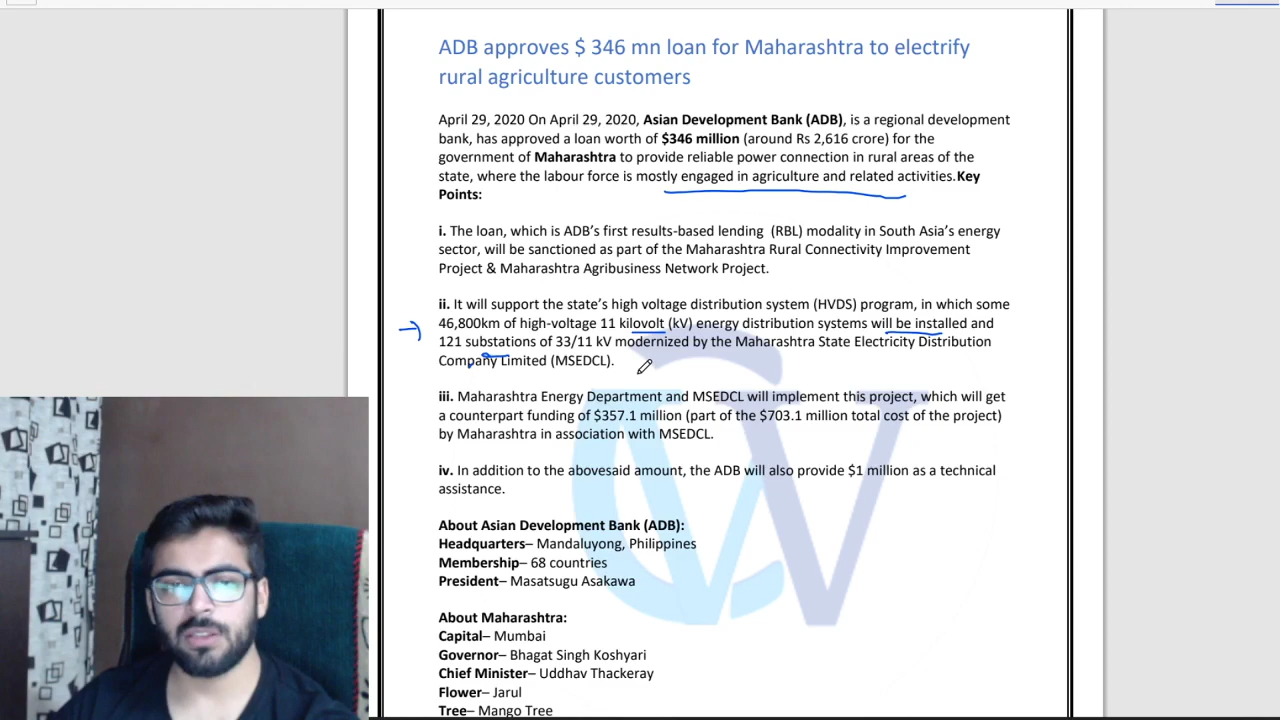 ADB approves $ 346 mn loan for Maharashtra to electrify
rural agriculture customers
April 29, 2020 On April 29, 2020, Asian Development Bank (ADB), is a regional development
bank, has approved a loan worth of $346 million (around Rs 2,616 crore) for the
government of Maharashtra to provide reliable power connection in rural areas of the
state, where the labour force is mostly engaged in agriculture and related activities.Key
Points:
i. The loan, which is ADB's first results-based lending (RBL) modality in South Asia's energy
sector, will be sanctioned as part of the Maharashtra Rural Connectivity Improvement
Project & Maharashtra Agribusiness Network Project.
ii. It will support the state's high voltage distribution system (HVDS) program, in which some
46,800km of high-voltage 11 kilovolt (kV) energy distribution systems will be installed and
121 substations of 33/11 kV modernized by the Maharashtra State Electricity Distribution
Company Limited (MSEDCL).
iii. Maharashtra Energy Department and MSEDCL will implement this project, which will get
a counterpart funding of $357.1 million (part of the $703.1 million total cost of the project)
by Maharashtra in association with MSEDCL.
iv. In addition to the abovesaid amount, the ADB will also provide $1 million as a technical
assistance.
About Asian Development Bank (ADB):
Headquarters– Mandaluyong, Philippines
Membership– 68 countries
President– Masatsugu Asakawa
About Maharashtra:
Capital– Mumbai
Governor– Bhagat Singh Koshyari
Chief Minister– Uddhav Thackeray
Flower– Jarul
Tree– Mango Tree